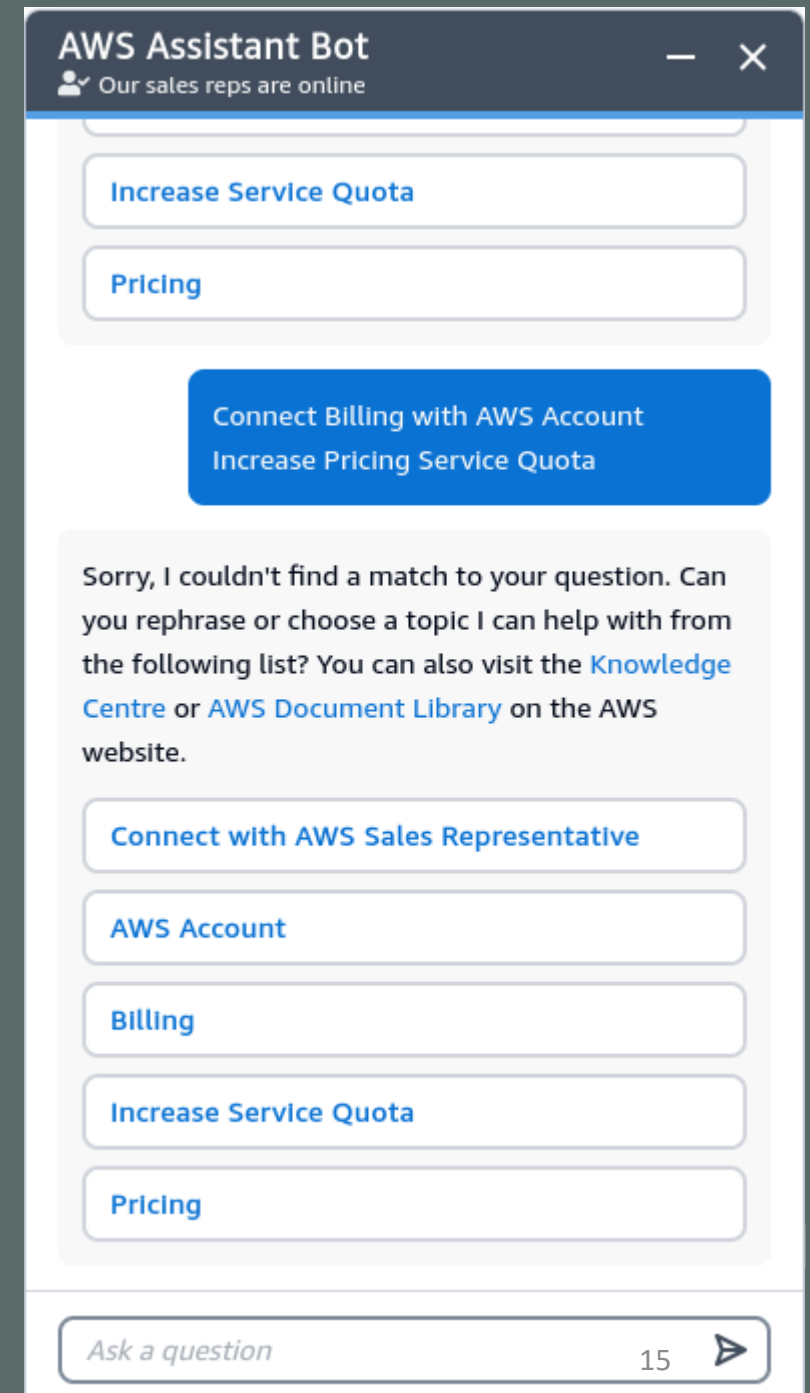 AWS Assistant Bot
Our sales reps are online
Increase Service Quota
Pricing
Connect Billing with AWS Account
Increase Pricing Service Quota
Sorry, I couldn't find a match to your question. Can
you rephrase or choose a topic I can help with from
the following list? You can also visit the Knowledge
Centre or AWS Document Library on the AWS
website.
Connect with AWS Sales Representative
AWS Account
Billing
Increase Service Quota
Pricing
Ask a question
15